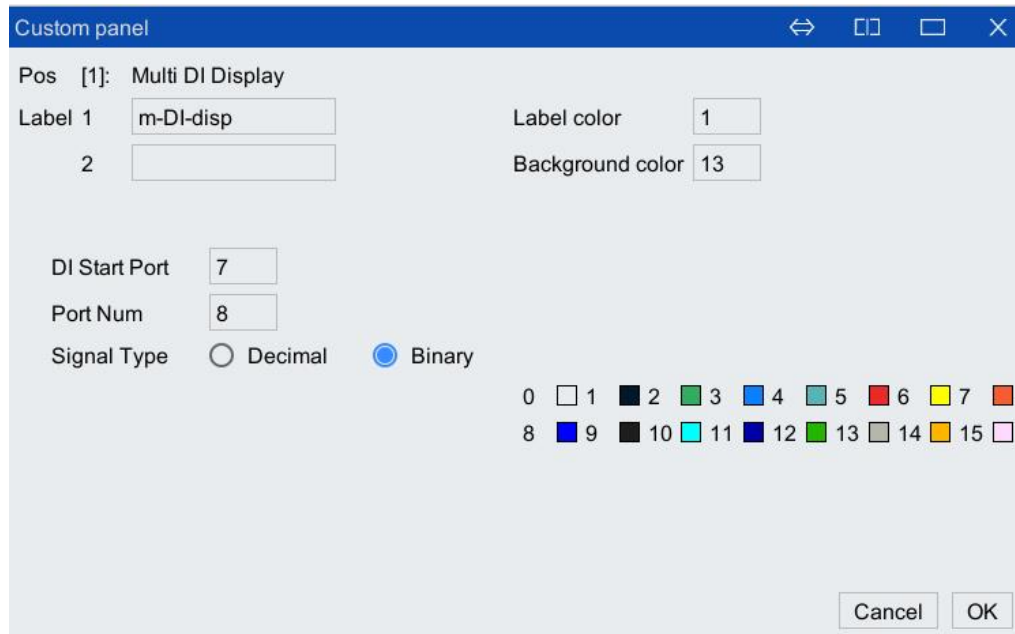 Custom panel
Pos [1]: Multi DI Display
Label 1 m-DI-disp Label color 1
2 Background color 13
DI Start Port 7
Port Num 8
Signal Type Decimal Binary
0 1 2 3 4 5 6 7
8 9 10 11 12 13 14 15
Cancel OK